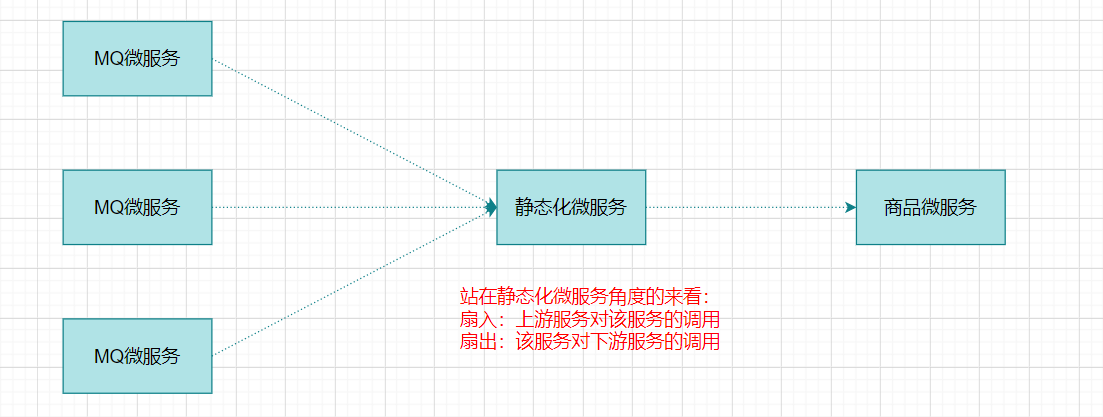 MQ微服务
MQ微服务
静态化微服务
商品微服务
MQ微服务
站在静态化微服务角度的来看：
扇入：上游服务对该服务的调用
扇出：该服务对下游服务的调用